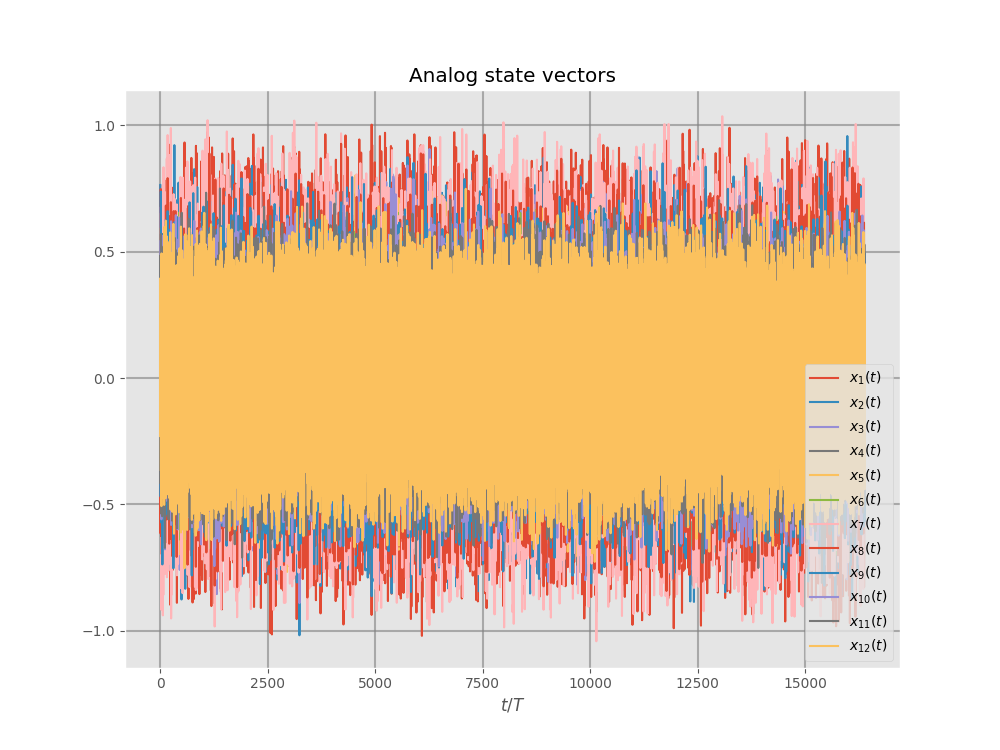 Analog state vectors
1.0
0.5
0.0
−0.5
−1.0
0 2500 5000 7500 10000 12500 15000
t/T
x₁(t)
x₂(t)
x₃(t)
x₄(t)
x₅(t)
x₆(t)
x₇(t)
x₈(t)
x₉(t)
x₁₀(t)
x₁₁(t)
x₁₂(t)